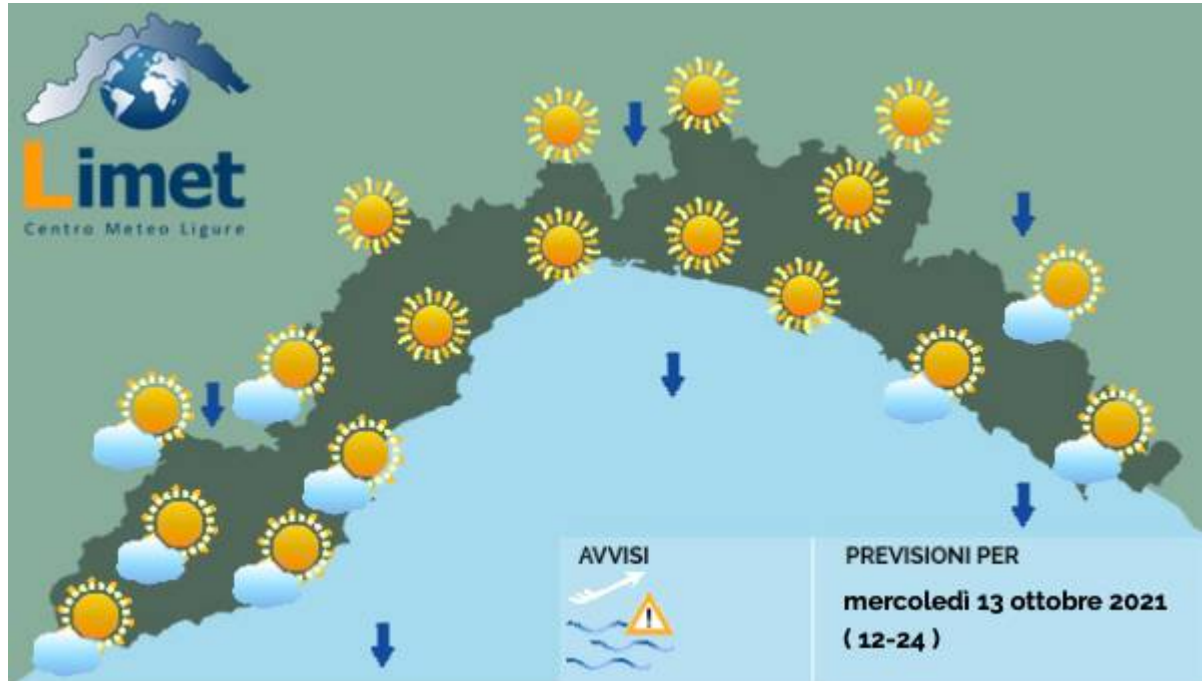 Limet
Centro Meteo Ligure
AVVISI
PREVISIONI PER
mercoledì 13 ottobre 2021
( 12-24 )